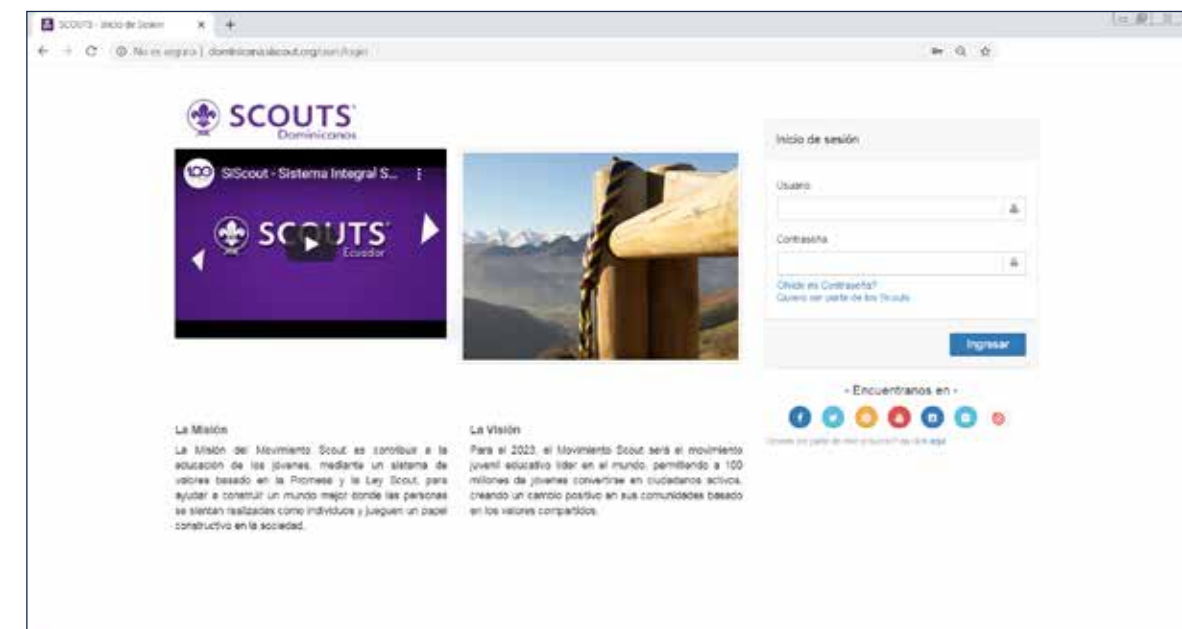 SCOUTS - Inicio de Sesion
No es seguro | dominicana.siscout.org/user/login
SCOUTS
Dominicanos
100
SIScout - Sistema Integral S...
SCOUTS
Ecuador
Inicio de sesión
Usuario
Contraseña
Olvide mi Contraseña?
Quiero ser parte de los Scouts
Ingresar
- Encuentranos en -
aqui
La Misión
La Misión del Movimiento Scout es contribuir a la
educación de los jóvenes, mediante un sistema de
valores basado en la Promesa y la Ley Scout, para
ayudar a construir un mundo mejor donde las personas
se sientan realizadas como individuos y jueguen un papel
constructivo en la sociedad.
La Visión
Para el 2023, el Movimiento Scout será el movimiento
juvenil educativo líder en el mundo, permitiendo a 100
millones de jóvenes convertirse en ciudadanos activos,
creando un cambio positivo en sus comunidades basado
en los valores compartidos.